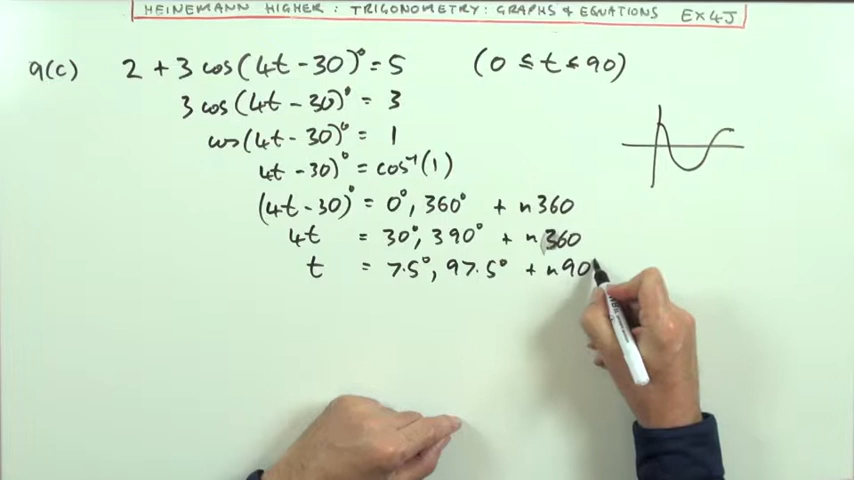 HEINEMANN HIGHER : TRIGONOMETRY : GRAPHS & EQUATIONS EX 4J
9(c) 2 + 3 cos(4t - 30)° = 5 (0 ≤ t ≤ 90)
3 cos(4t - 30)° = 3
cos(4t - 30)° = 1
4t - 30)° = cos⁻¹(1)
(4t - 30)° = 0°, 360° + n360
4t = 30°, 390° + n360
t = 7.5°, 97.5° + n90